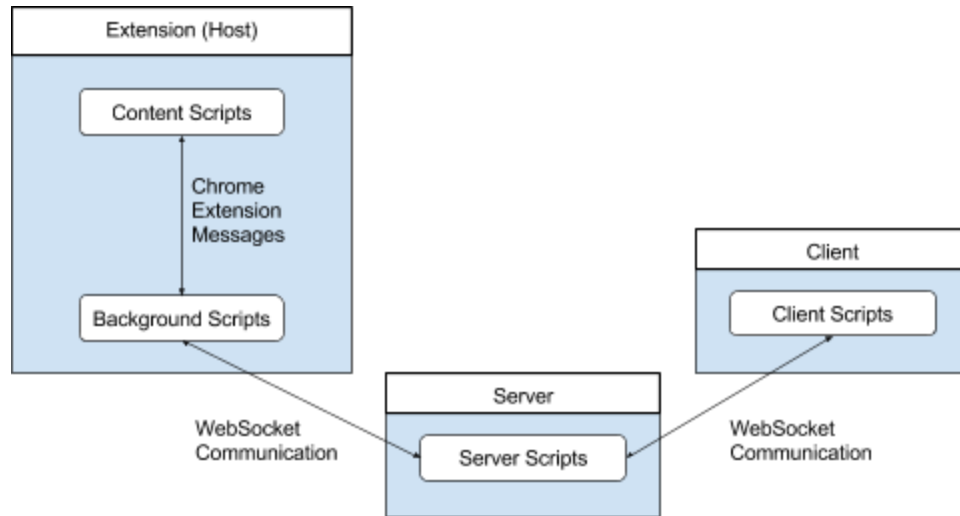 Extension (Host)
Content Scripts
Chrome
Extension
Messages
Background Scripts
Client
Client Scripts
Server
Server Scripts
WebSocket
Communication
WebSocket
Communication